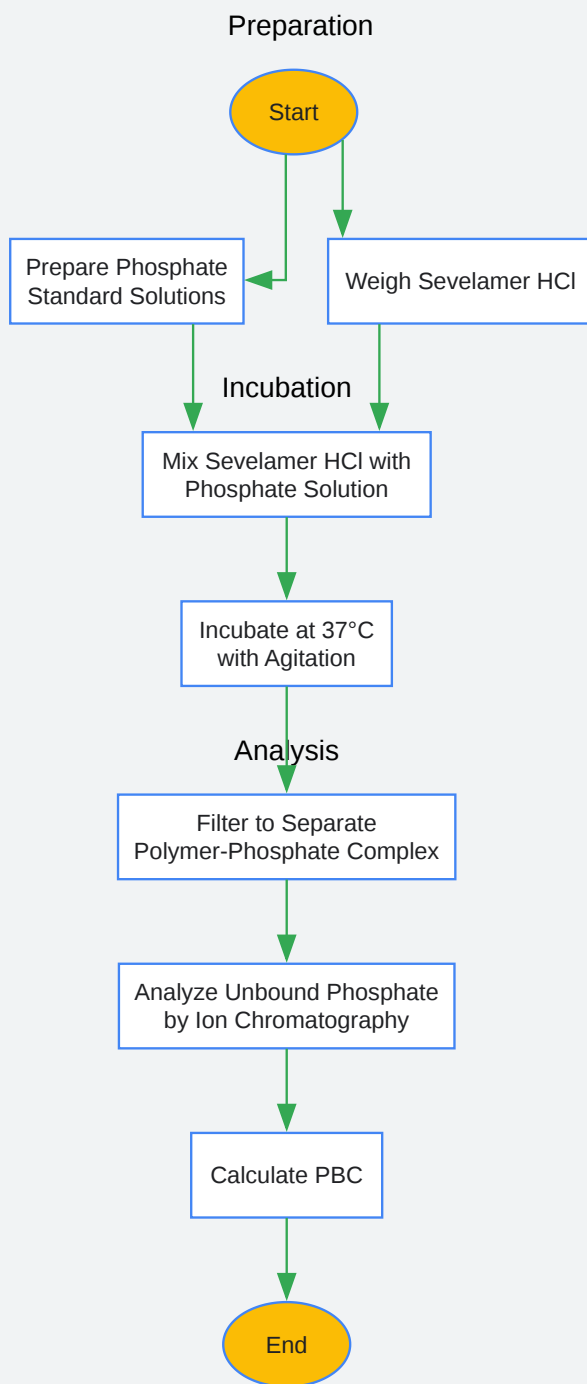 Preparation
Start
Prepare Phosphate
Standard Solutions
Weigh Sevelamer HCl
Incubation
Mix Sevelamer HCl with
Phosphate Solution
Incubate at 37°C
with Agitation
Analysis
Filter to Separate
Polymer-Phosphate Complex
Analyze Unbound Phosphate
by Ion Chromatography
Calculate PBC
End